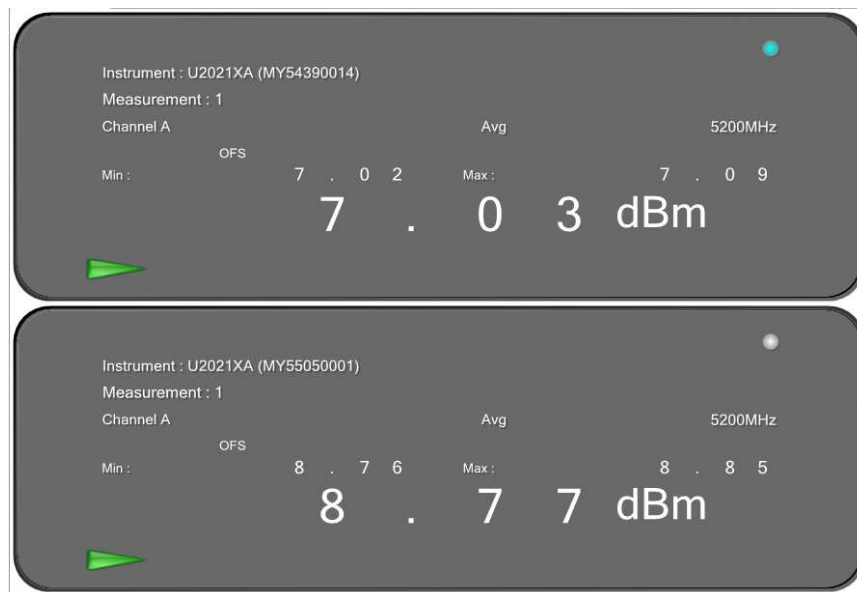 Instrument : U2021XA (MY54390014)
Measurement : 1
Channel A Avg 5200MHz
OFS
Min : 7 . 0 2 Max : 7 . 0 9
7 . 0 3 dBm
Instrument : U2021XA (MY55050001)
Measurement : 1
Channel A Avg 5200MHz
OFS
Min : 8 . 7 6 Max : 8 . 8 5
8 . 7 7 dBm